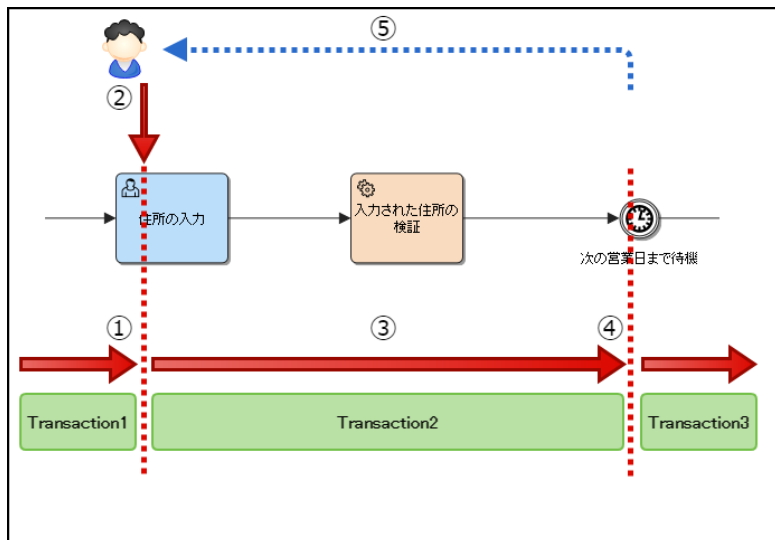 ⑤
②
住所の入力
入力された住所の
検証
次の営業日まで待機
①
③
④
Transaction1
Transaction2
Transaction3